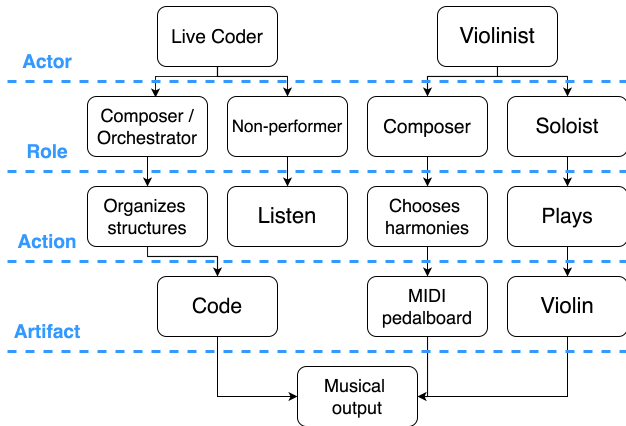 Live Coder
Violinist
Actor
Composer /
Orchestrator
Non-performer
Composer
Soloist
Role
Organizes
structures
Listen
Chooses
harmonies
Plays
Action
Code
MIDI
pedalboard
Violin
Artifact
Musical
output